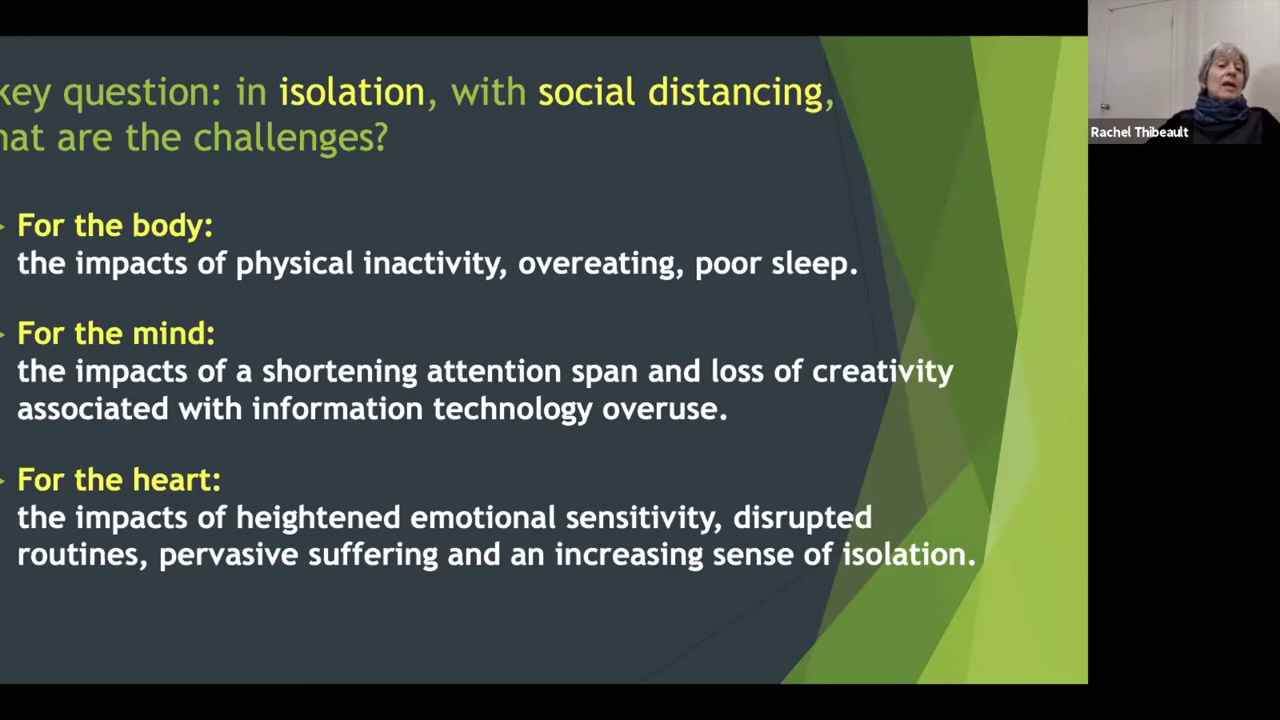 key question: in isolation, with social distancing,
hat are the challenges?
For the body:
the impacts of physical inactivity, overeating, poor sleep.
For the mind:
the impacts of a shortening attention span and loss of creativity
associated with information technology overuse.
For the heart:
the impacts of heightened emotional sensitivity, disrupted
routines, pervasive suffering and an increasing sense of isolation.
Rachel Thibeault